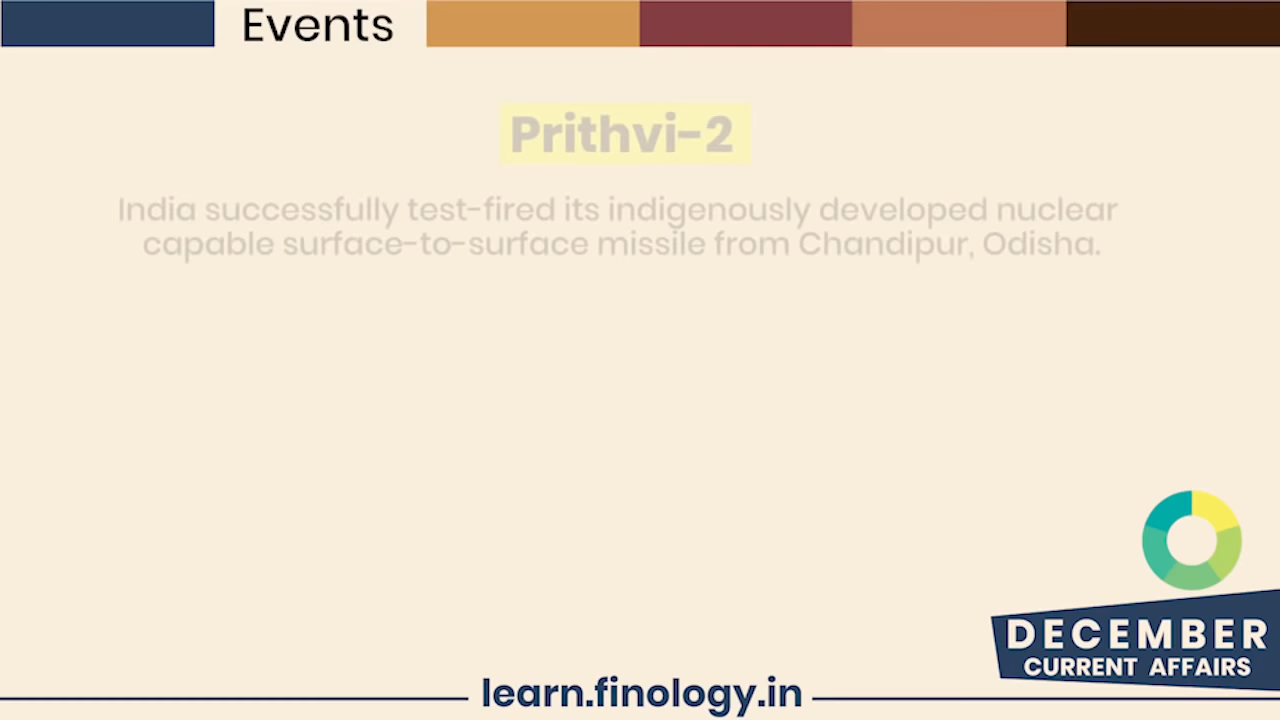 Events
Prithvi-2
India successfully test-fired its indigenously developed nuclear
capable surface-to-surface missile from Chandipur, Odisha.
DECEMBER
CURRENT AFFAIRS
learn.finology.in